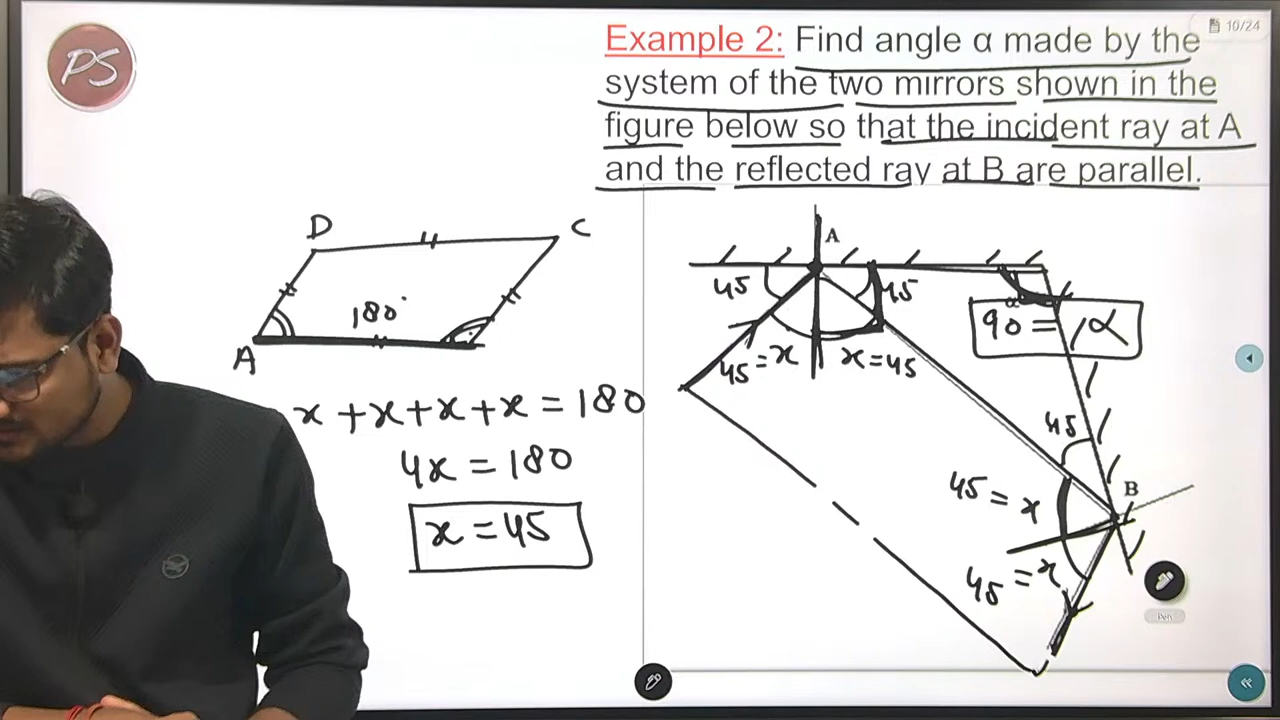 PS
10/24
Example 2: Find angle α made by the
system of the two mirrors shown in the
figure below so that the incident ray at A
and the reflected ray at B are parallel.
D
C
180°
A
x + x + x + x = 180
4x = 180
x = 45
A
45
45
α
90 = α
45 = x
x = 45
45
45 = x
B
45 = x
Pen